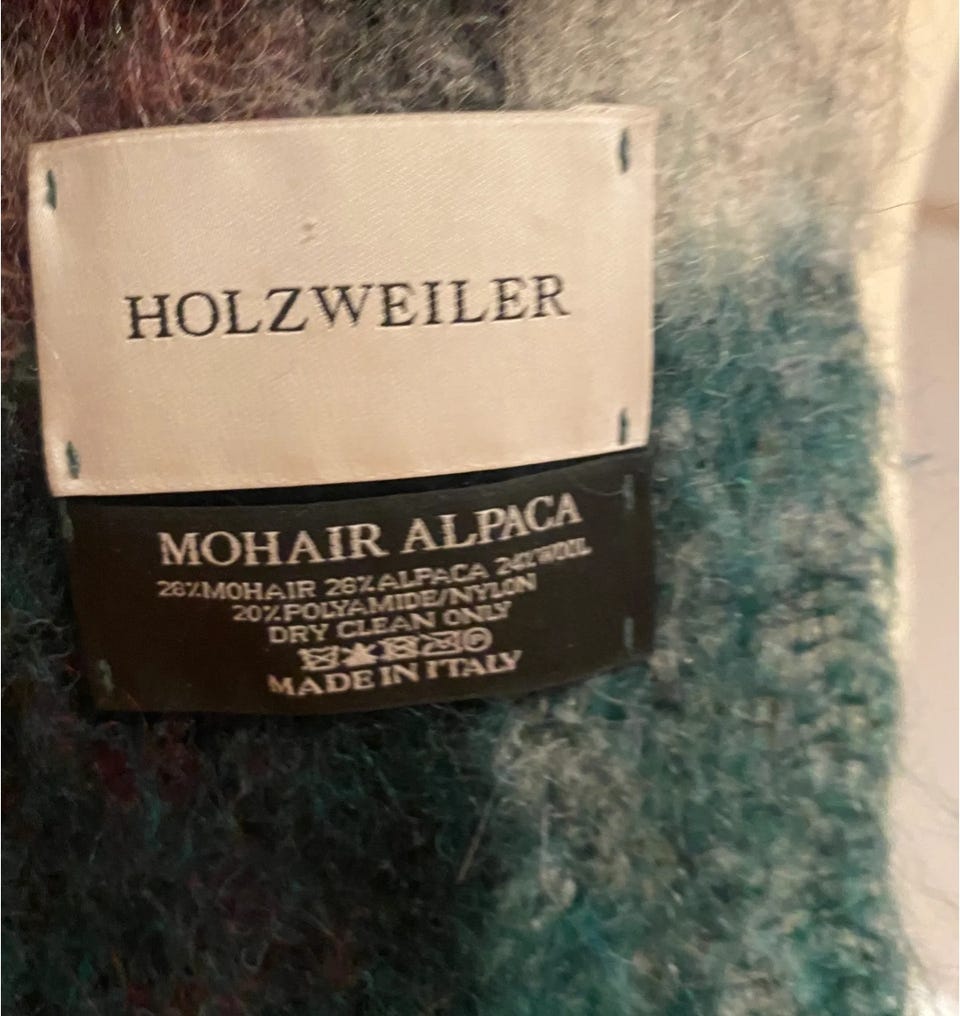 HOLZWEILER
MOHAIR ALPACA
28%MOHAIR 28%ALPACA 24%WOOL
20%POLYAMIDE/NYLON
DRY CLEAN ONLY
P
MADE IN ITALY